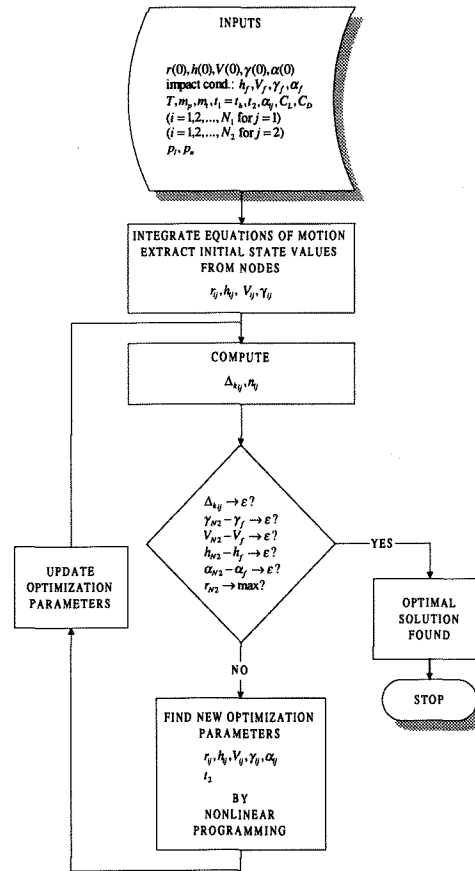 INPUTS
r(0), h(0), V(0), γ(0), α(0)
impact cond.: h_f, V_f, γ_f, α_f
T, m_p, m_t, t_1 = t_b, t_2, α_ij, C_L, C_D
(i = 1,2,..., N_1 for j = 1)
(i = 1,2,..., N_2 for j = 2)
p_l, p_u
INTEGRATE EQUATIONS OF MOTION
EXTRACT INITIAL STATE VALUES
FROM NODES
r_ij, h_ij, V_ij, γ_ij
COMPUTE
Δ_kij, n_ij
Δ_kij → ε?
γ_N2 − γ_f → ε?
V_N2 − V_f → ε?
h_N2 − h_f → ε?
α_N2 − α_f → ε?
r_N2 → max?
YES
UPDATE
OPTIMIZATION
PARAMETERS
OPTIMAL
SOLUTION
FOUND
NO
STOP
FIND NEW OPTIMIZATION
PARAMETERS
r_ij, h_ij, V_ij, γ_ij, α_ij
t_2
BY
NONLINEAR
PROGRAMMING